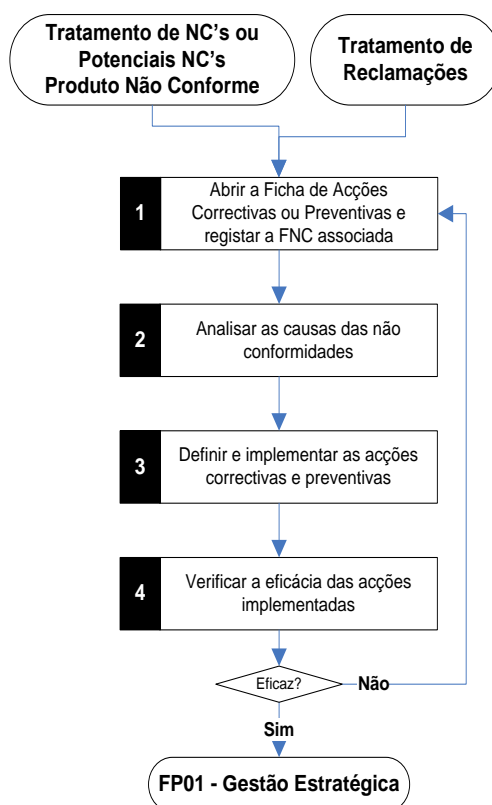 Tratamento de NC's ou
Potenciais NC's
Produto Não Conforme
Tratamento de
Reclamações
1
Abrir a Ficha de Acções
Correctivas ou Preventivas e
registar a FNC associada
2
Analisar as causas das não
conformidades
3
Definir e implementar as acções
correctivas e preventivas
4
Verificar a eficácia das acções
implementadas
Eficaz?
Não
Sim
FP01 - Gestão Estratégica